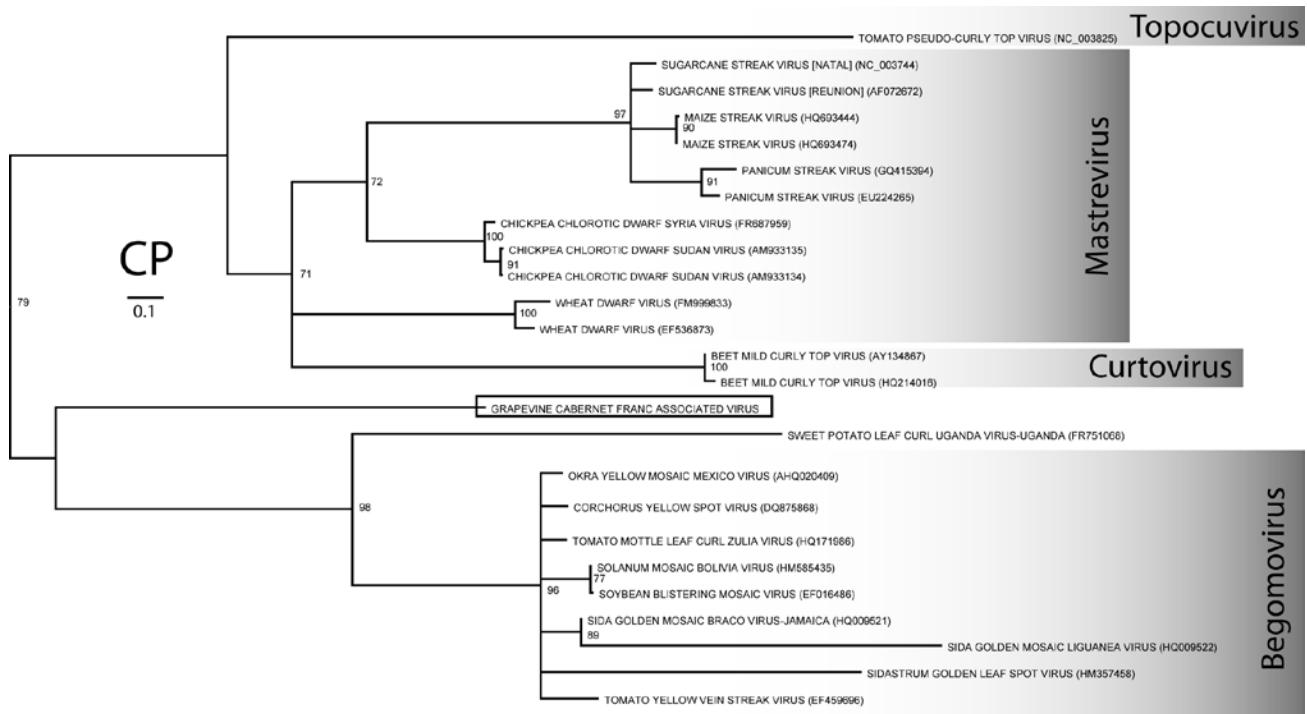 Topocuvirus
TOMATO PSEUDO-CURLY TOP VIRUS (NC_003825)
SUGARCANE STREAK VIRUS [NATAL] (NC_003744)
SUGARCANE STREAK VIRUS [REUNION] (AF072672)
97
MAIZE STREAK VIRUS (HQ693444)
90
MAIZE STREAK VIRUS (HQ693474)
PANICUM STREAK VIRUS (GQ415394)
91
PANICUM STREAK VIRUS (EU224265)
72
Mastrevirus
CHICKPEA CHLOROTIC DWARF SYRIA VIRUS (FR687959)
100
CHICKPEA CHLOROTIC DWARF SUDAN VIRUS (AM933135)
91
CHICKPEA CHLOROTIC DWARF SUDAN VIRUS (AM933134)
71
CP
0.1
79
WHEAT DWARF VIRUS (FM999833)
100
WHEAT DWARF VIRUS (EF536873)
BEET MILD CURLY TOP VIRUS (AY134867)
100
BEET MILD CURLY TOP VIRUS (HQ214016)
Curtovirus
GRAPEVINE CABERNET FRANC ASSOCIATED VIRUS
SWEET POTATO LEAF CURL UGANDA VIRUS-UGANDA (FR751068)
98
OKRA YELLOW MOSAIC MEXICO VIRUS (AHQ020409)
CORCHORUS YELLOW SPOT VIRUS (DQ875868)
TOMATO MOTTLE LEAF CURL ZULIA VIRUS (HQ171986)
SOLANUM MOSAIC BOLIVIA VIRUS (HM585435)
77
96
SOYBEAN BLISTERING MOSAIC VIRUS (EF016486)
SIDA GOLDEN MOSAIC BRACO VIRUS-JAMAICA (HQ009521)
89
SIDA GOLDEN MOSAIC LIGUANEA VIRUS (HQ009522)
SIDASTRUM GOLDEN LEAF SPOT VIRUS (HM357458)
TOMATO YELLOW VEIN STREAK VIRUS (EF459696)
Begomovirus